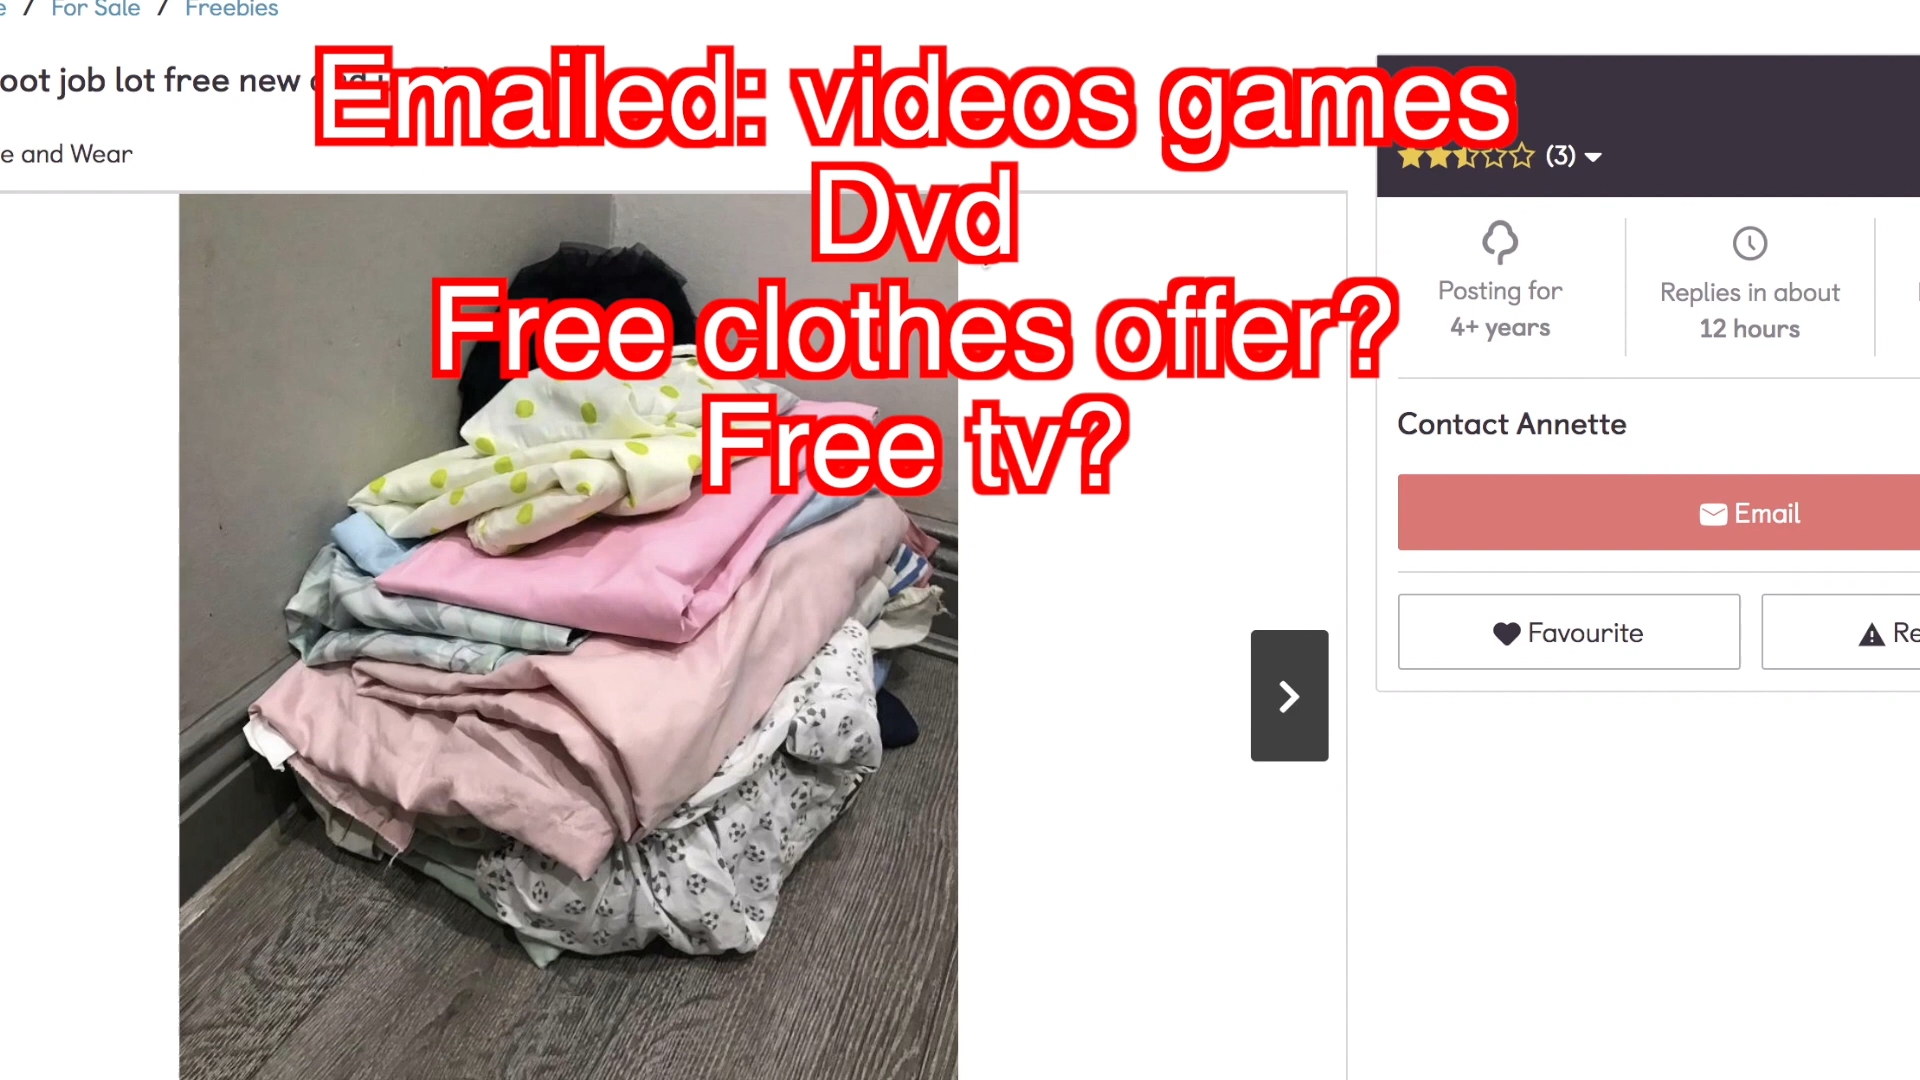 / For Sale / Freebies
oot job lot free new
Emailed: videos games
e and Wear
(3)
Dvd
Free clothes offer?
Free tv?
Posting for
4+ years
Replies in about
12 hours
Contact Annette
Email
Favourite
Re